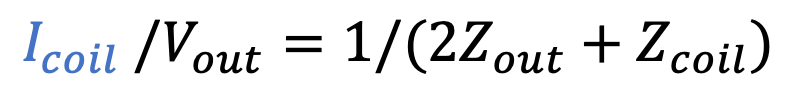 I_coil / V_out = 1/(2Z_out + Z_coil)